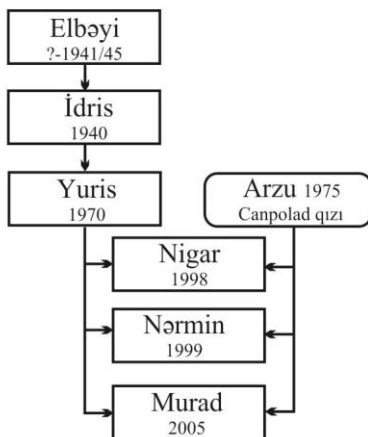 Elbəyi
?-1941/45
İdris
1940
Yuris
1970
Arzu 1975
Canpolad qızı
Nigar
1998
Nərmin
1999
Murad
2005